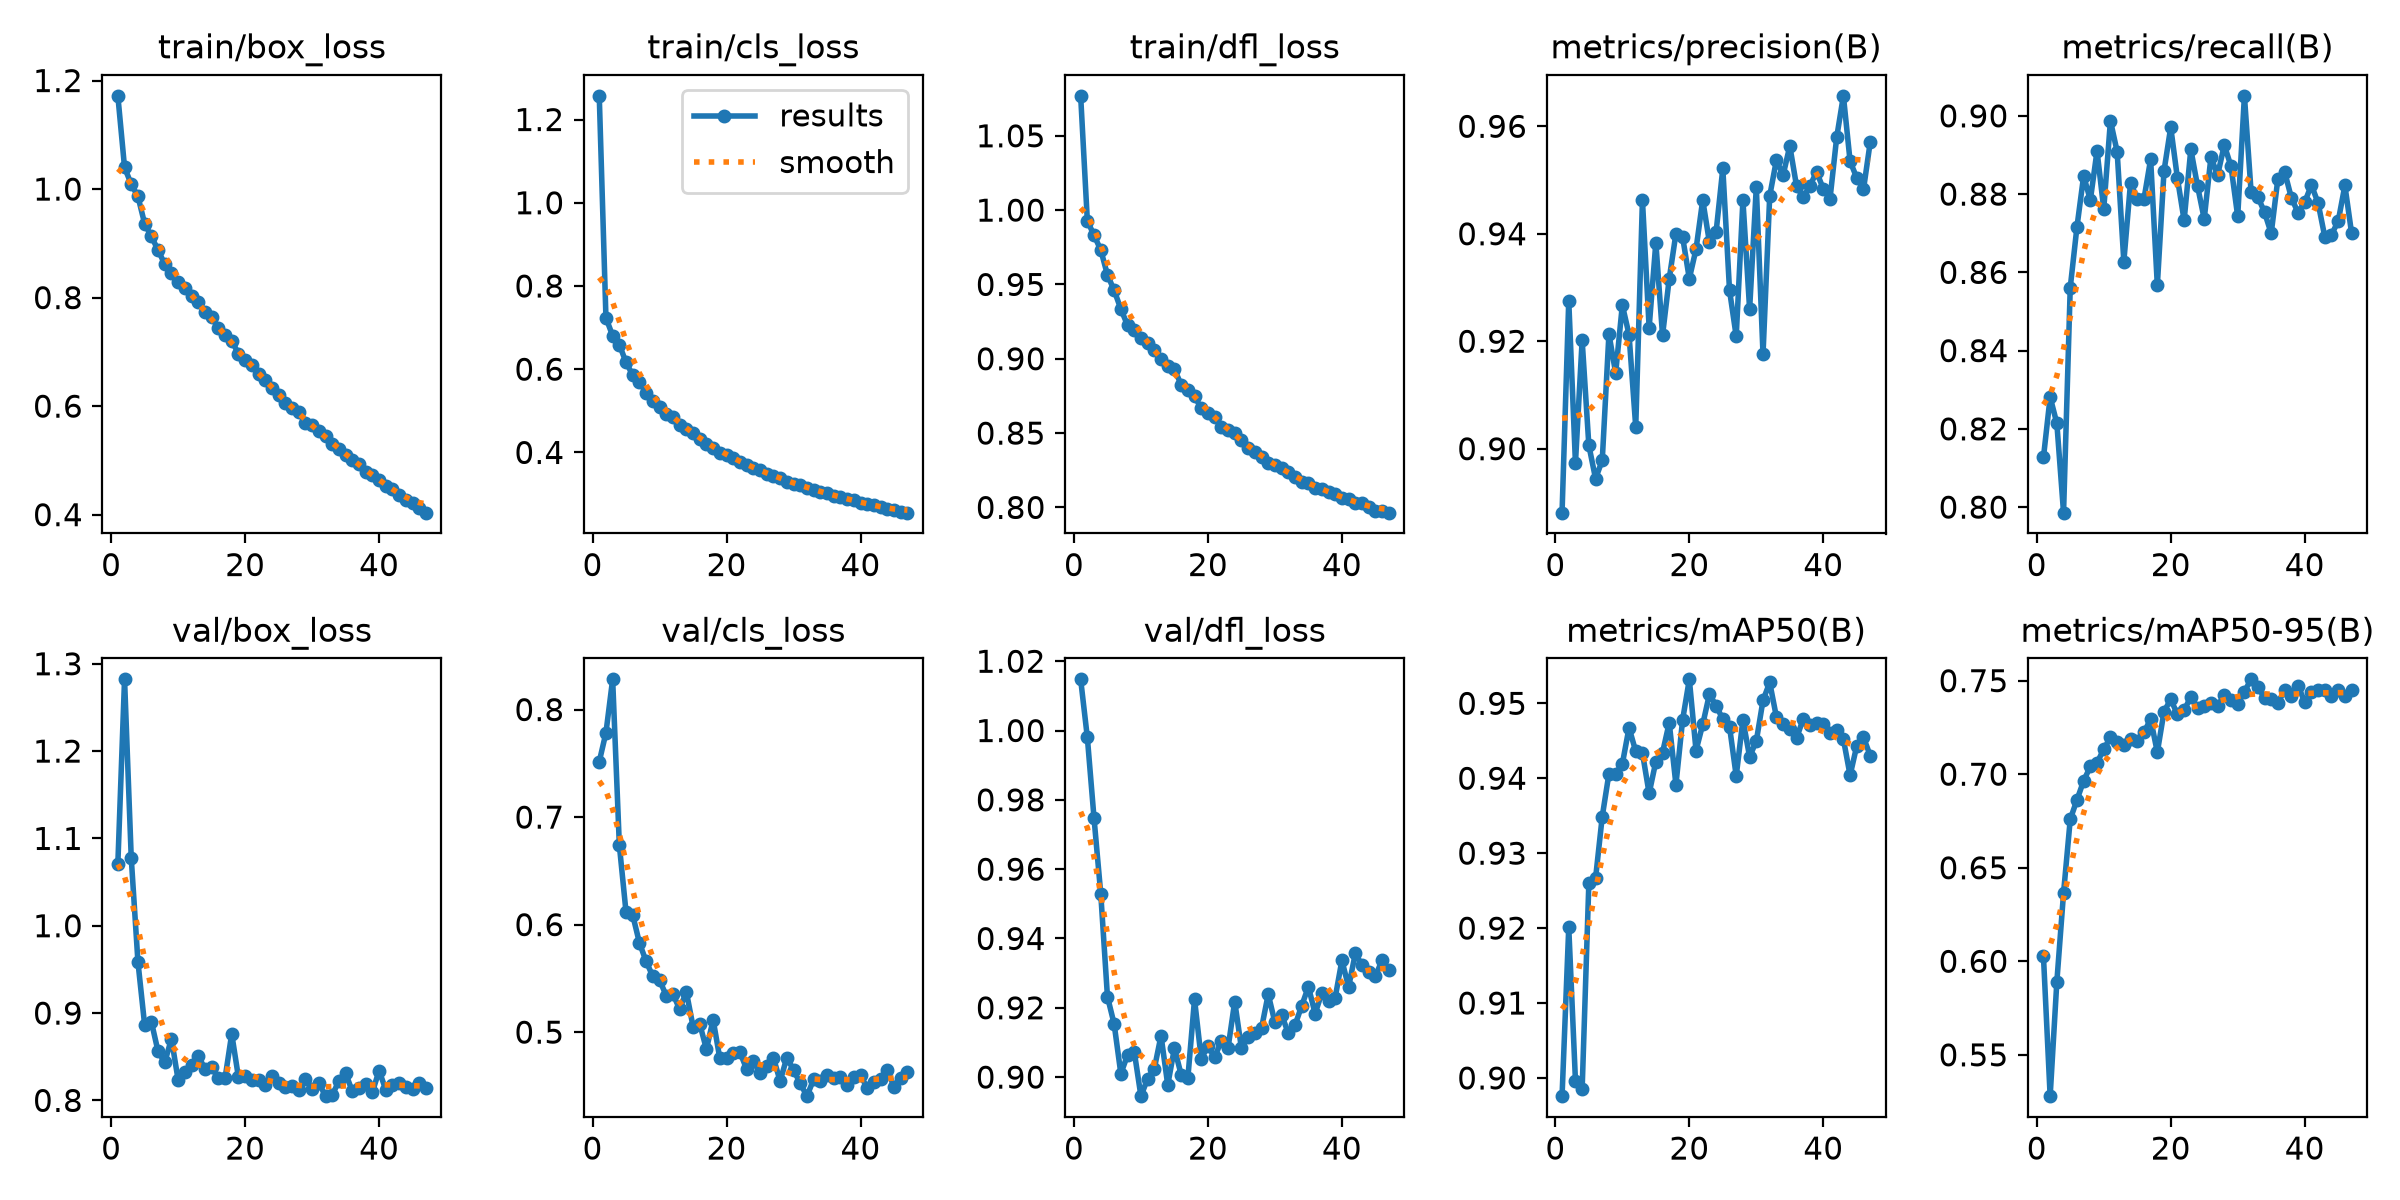 train/box_loss
1.2
1.0
0.8
0.6
0.4
0 20 40
train/cls_loss
results
smooth
1.2
1.0
0.8
0.6
0.4
0 20 40
train/dfl_loss
1.05
1.00
0.95
0.90
0.85
0.80
0 20 40
metrics/precision(B)
0.96
0.94
0.92
0.90
0 20 40
metrics/recall(B)
0.90
0.88
0.86
0.84
0.82
0.80
0 20 40
val/box_loss
1.3
1.2
1.1
1.0
0.9
0.8
0 20 40
val/cls_loss
0.8
0.7
0.6
0.5
0 20 40
val/dfl_loss
1.02
1.00
0.98
0.96
0.94
0.92
0.90
0 20 40
metrics/mAP50(B)
0.95
0.94
0.93
0.92
0.91
0.90
0 20 40
metrics/mAP50-95(B)
0.75
0.70
0.65
0.60
0.55
0 20 40